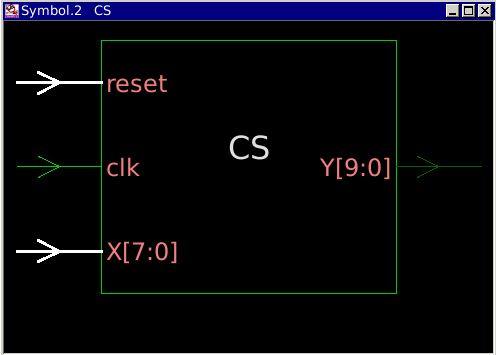 Symbol.2 CS
reset
CS
clk
Y[9:0]
X[7:0]